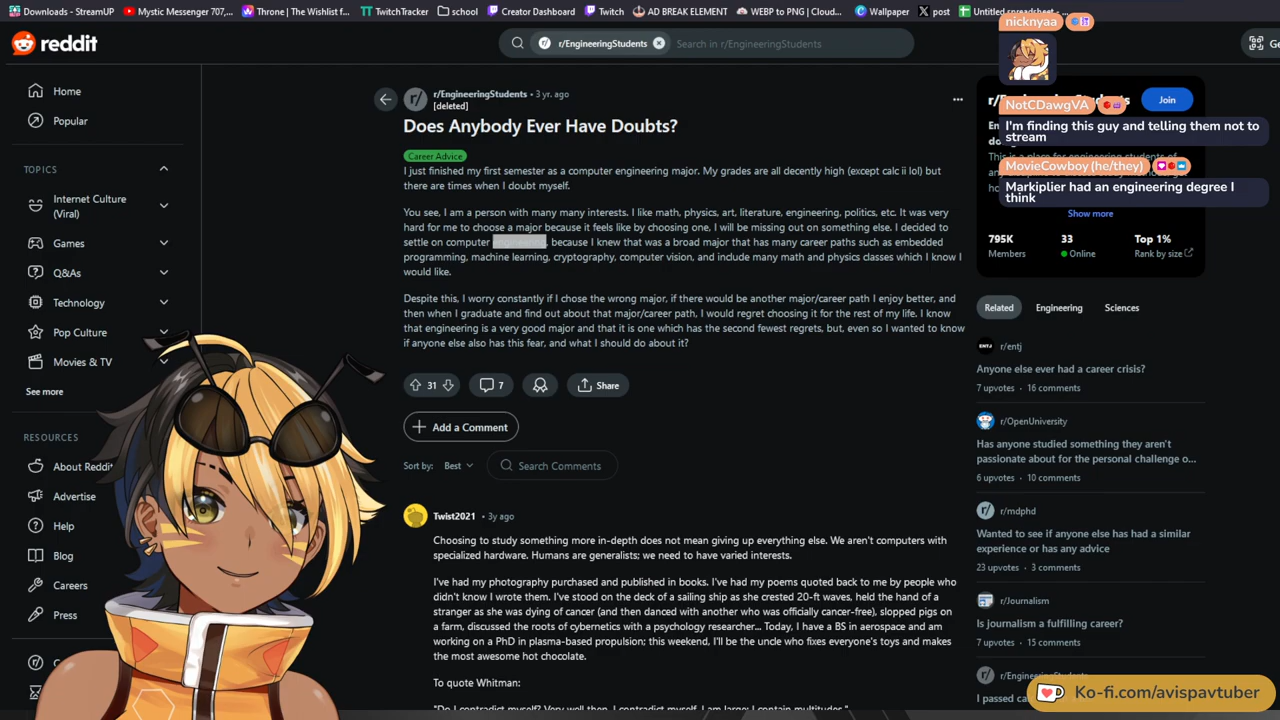 Downloads - StreamUP
Mystic Messenger 707,...
Throne | The Wishlist f...
TwitchTracker
school
Creator Dashboard
Twitch
AD BREAK ELEMENT
WEBP to PNG | Cloud...
Wallpaper
post
Untitled spreadsheet - ...
reddit
r/EngineeringStudents
Search in r/EngineeringStudents
Home
Popular
TOPICS
Internet Culture
(Viral)
Games
Q&As
Technology
Pop Culture
Movies & TV
See more
RESOURCES
About Reddit
Advertise
Help
Blog
Careers
Press
r/EngineeringStudents • 3 yr. ago
[deleted]
Does Anybody Ever Have Doubts?
Career Advice
I just finished my first semester as a computer engineering major. My grades are all decently high (except calc ii lol) but
there are times when I doubt myself.
You see, I am a person with many many interests. I like math, physics, art, literature, engineering, politics, etc. It was very
hard for me to choose a major because it feels like by choosing one, I will be missing out on something else. I decided to
settle on computer engineering, because I knew that was a broad major that has many career paths such as embedded
programming, machine learning, cryptography, computer vision, and include many math and physics classes which I know I
would like.
Despite this, I worry constantly if I chose the wrong major, if there would be another major/career path I enjoy better, and
then when I graduate and find out about that major/career path, I would regret choosing it for the rest of my life. I know
that engineering is a very good major and that it is one which has the second fewest regrets, but, even so I wanted to know
if anyone else also has this fear, and what I should do about it?
31
7
Share
Add a Comment
Sort by:
Best
Search Comments
Twist2021 • 3y ago
Choosing to study something more in-depth does not mean giving up everything else. We aren't computers with
specialized hardware. Humans are generalists; we need to have varied interests.
I've had my photography purchased and published in books. I've had my poems quoted back to me by people who
didn't know I wrote them. I've stood on the deck of a sailing ship as she crested 20-ft waves, held the hand of a
stranger as she was dying of cancer (and then danced with another who was officially cancer-free), slopped pigs on
a farm, discussed the roots of cybernetics with a psychology researcher... Today, I have a BS in aerospace and am
working on a PhD in plasma-based propulsion; this weekend, I'll be the uncle who fixes everyone's toys and makes
the most awesome hot chocolate.
To quote Whitman:
"Do I contradict myself? Very well then, I contradict myself. I am large; I contain multitudes."
nicknyaa
NotCDawgVA
I'm finding this guy and telling them not to
stream
MovieCowboy (he/they)
Markiplier had an engineering degree I
think
Join
Show more
795K
33
Top 1%
Members
Online
Rank by size
Related
Engineering
Sciences
r/entj
Anyone else ever had a career crisis?
7 upvotes • 16 comments
r/OpenUniversity
Has anyone studied something they aren't
passionate about for the personal challenge o...
6 upvotes • 10 comments
r/mdphd
Wanted to see if anyone else has had a similar
experience or has any advice
23 upvotes • 3 comments
r/Journalism
Is journalism a fulfilling career?
7 upvotes • 15 comments
r/EngineeringStudents
I passed ca
Ko-fi.com/avispavtuber